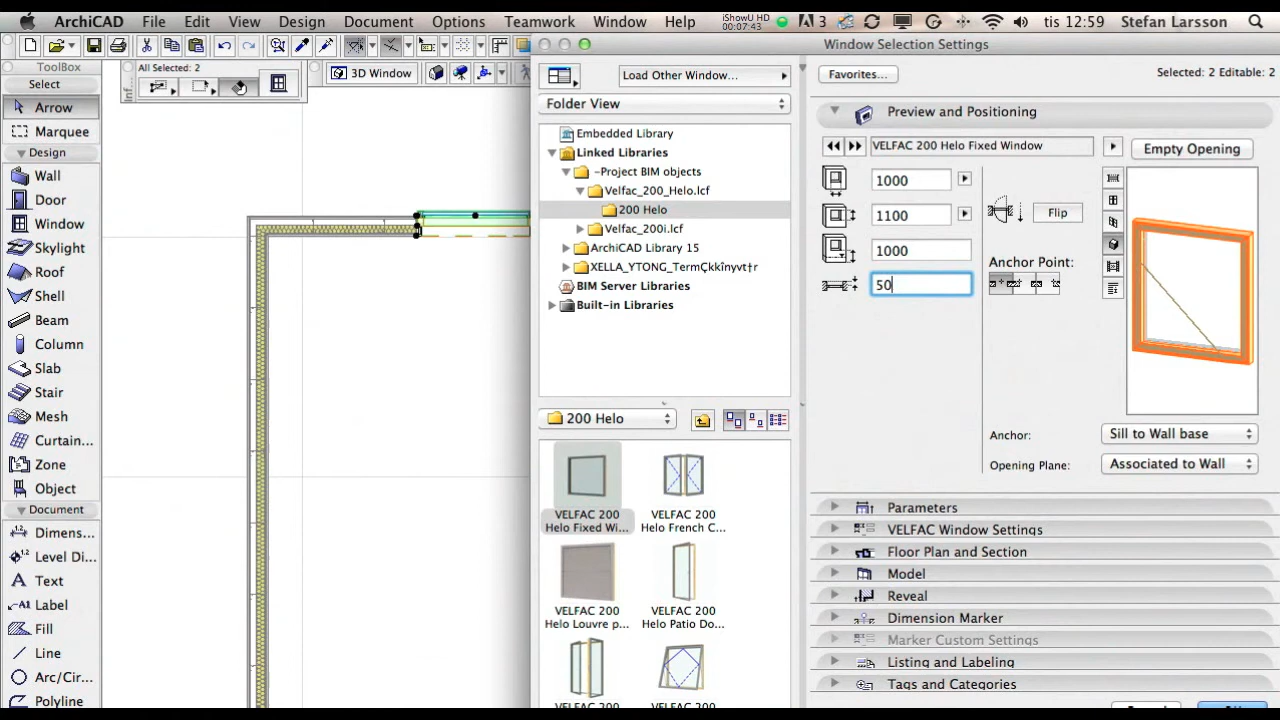 ArchiCAD File Edit View Design Document Options Teamwork Window Help iShowU HD 00:07:43 3 tis 12:59 Stefan Larsson
ToolBox
Select
Arrow
Marquee
Design
Wall
Door
Window
Skylight
Roof
Shell
Beam
Column
Slab
Stair
Mesh
Curtain...
Zone
Object
Document
Dimens...
Level Di...
Text
Label
Fill
Line
Arc/Cir...
Polyline
All Selected: 2
3D Window
Window Selection Settings
Load Other Window...
Folder View
Embedded Library
Linked Libraries
-Project BIM objects
Velfac_200_Helo.lcf
200 Helo
Velfac_200i.lcf
ArchiCAD Library 15
XELLA_YTONG_TermÇkkînyvt†r
BIM Server Libraries
Built-in Libraries
200 Helo
VELFAC 200
Helo Fixed Wi...
VELFAC 200
Helo French C...
VELFAC 200
Helo Louvre p...
VELFAC 200
Helo Patio Do...
Favorites...
Selected: 2 Editable: 2
Preview and Positioning
VELFAC 200 Helo Fixed Window
Empty Opening
1000
1100
1000
50
Flip
Anchor Point:
Anchor:
Sill to Wall base
Opening Plane:
Associated to Wall
Parameters
VELFAC Window Settings
Floor Plan and Section
Model
Reveal
Dimension Marker
Marker Custom Settings
Listing and Labeling
Tags and Categories